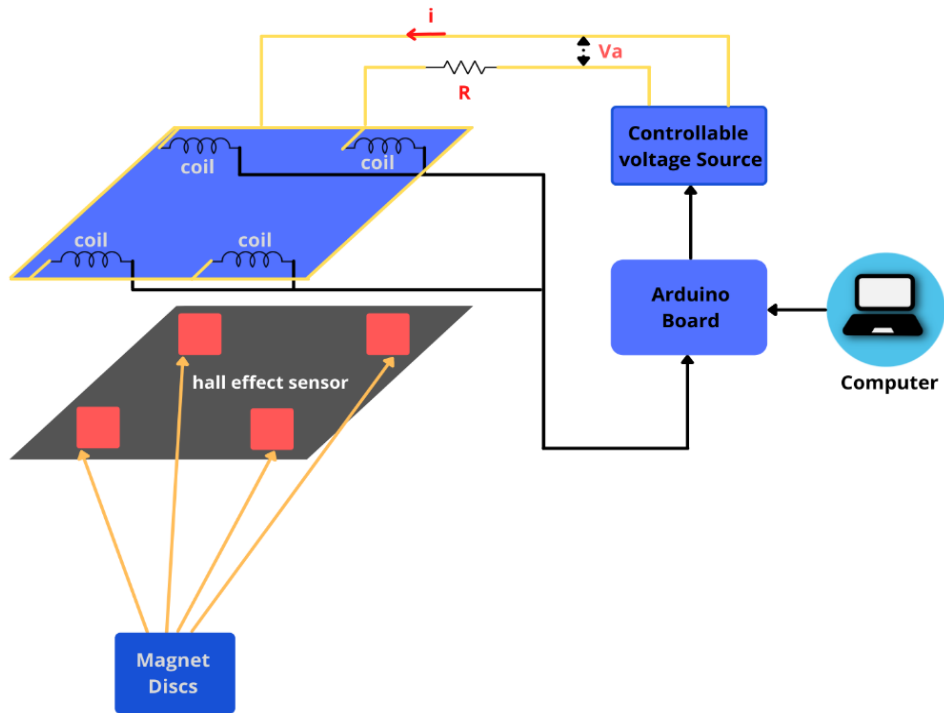 i
Va
R
Controllable
voltage Source
coil
coil
coil
coil
Arduino
Board
Computer
hall effect sensor
Magnet
Discs